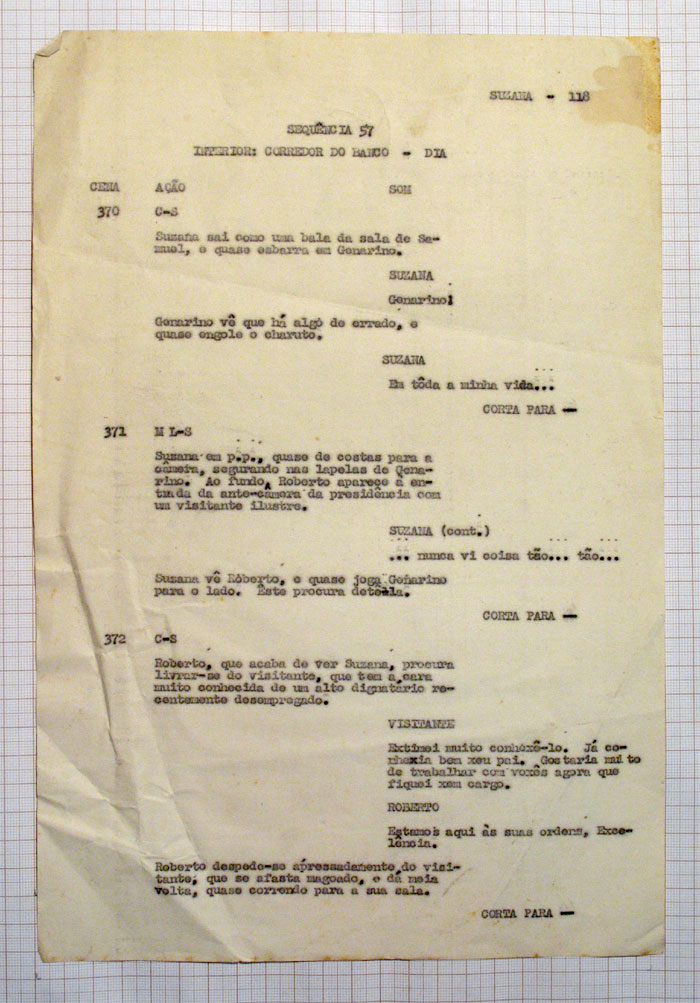 SUZANA - 118
SEQUÊNCIA 57
INTERIOR: CORREDOR DO BANCO - DIA
CENA AÇÃO SOM
370 C-S
Suzana sai como uma bala da sala de Sa-
muel, e quase esbarra em Genarino.
SUZANA
Genarino!
Genarino vê que há algo de errado, e
quase engole o charuto.
SUZANA
Em tôda a minha vida...
CORTA PARA —
371 M L-S
Suzana em p.p., quase de costas para a
câmera, segurando nas lapelas de Gena-
rino. Ao fundo, Roberto aparece à en-
trada da ante-câmera da presidência com
um visitante ilustre.
SUZANA (cont.)
... nunca vi coisa tão... tão...
Suzana vê Roberto, e quase joga Genarino
para o lado. Êste procura detê-la.
CORTA PARA —
372 C-S
Roberto, que acaba de ver Suzana, procura
livrar-se do visitante, que tem a cara
muito conhecida de um alto dignatário re-
centemente desempregado.
VISITANTE
Extimei muito conhexê-lo. Já co-
nhexia bem xeu pai. Gostaria muito
de trabalhar com voxês agora que
fiquei xem cargo.
ROBERTO
Estamos aqui às suas ordens, Exce-
lência.
Roberto despede-se apressadamente do visi-
tante, que se afasta magoado, e dá meia
volta, quase correndo para a sua sala.
CORTA PARA —